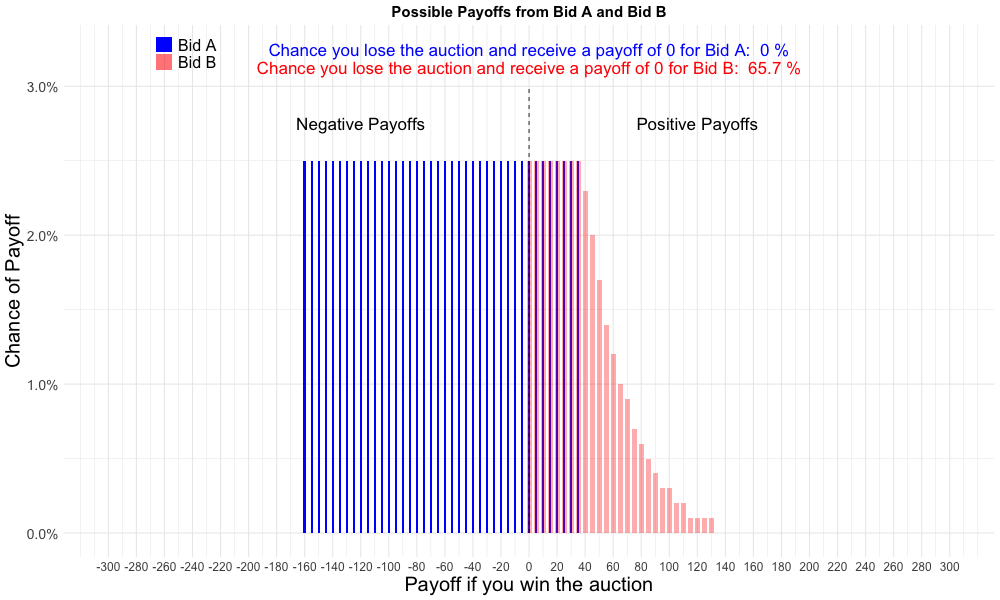 Possible Payoffs from Bid A and Bid B
Bid A
Bid B
Chance you lose the auction and receive a payoff of 0 for Bid A:  0 %
Chance you lose the auction and receive a payoff of 0 for Bid B:  65.7 %
3.0%
Negative Payoffs
Positive Payoffs
2.0%
Chance of Payoff
1.0%
0.0%
-300 -280 -260 -240 -220 -200 -180 -160 -140 -120 -100 -80 -60 -40 -20 0 20 40 60 80 100 120 140 160 180 200 220 240 260 280 300
Payoff if you win the auction